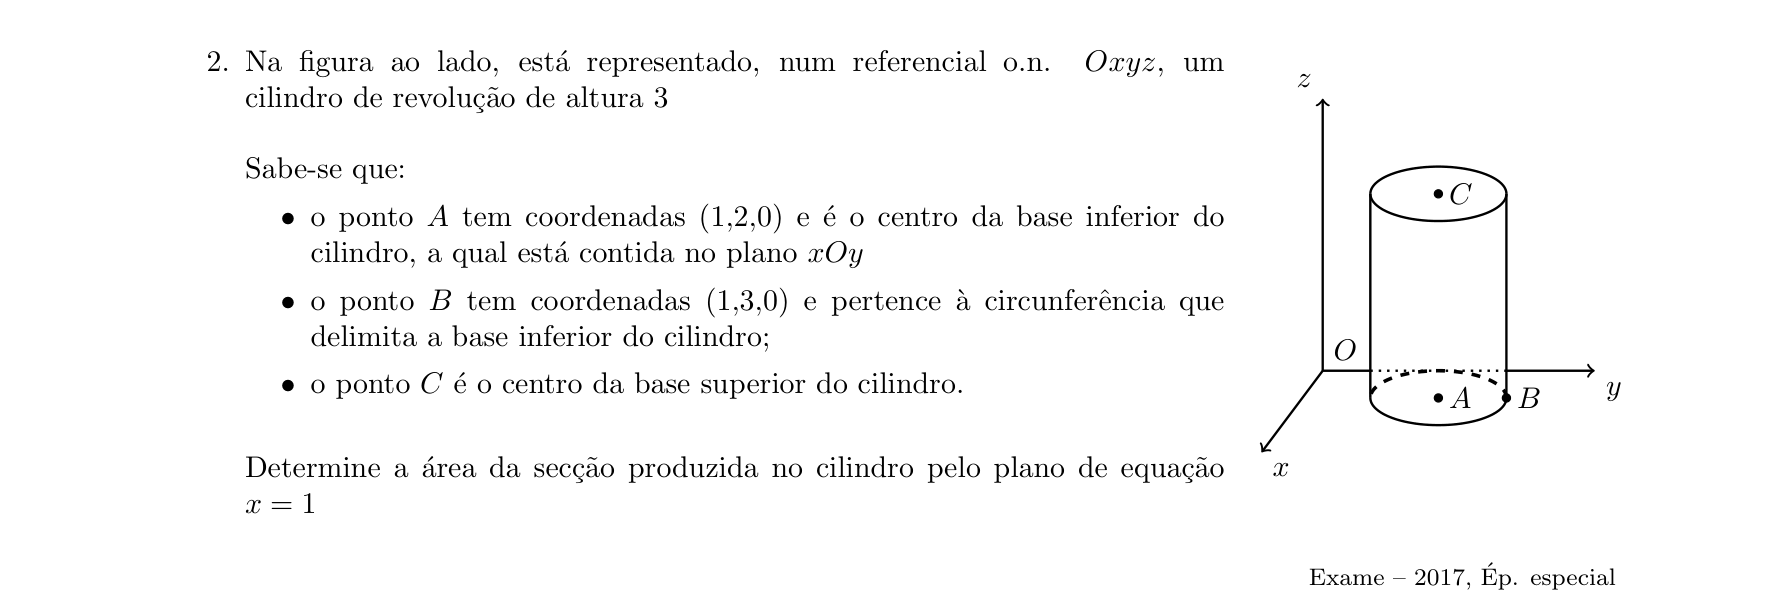 2. Na figura ao lado, está representado, num referencial o.n. Oxyz, um
cilindro de revolução de altura 3
Sabe-se que:
• o ponto A tem coordenadas (1,2,0) e é o centro da base inferior do
cilindro, a qual está contida no plano xOy
• o ponto B tem coordenadas (1,3,0) e pertence à circunferência que
delimita a base inferior do cilindro;
• o ponto C é o centro da base superior do cilindro.
Determine a área da secção produzida no cilindro pelo plano de equação
x = 1
z
C
O
A
B
y
x
Exame – 2017, Ép. especial